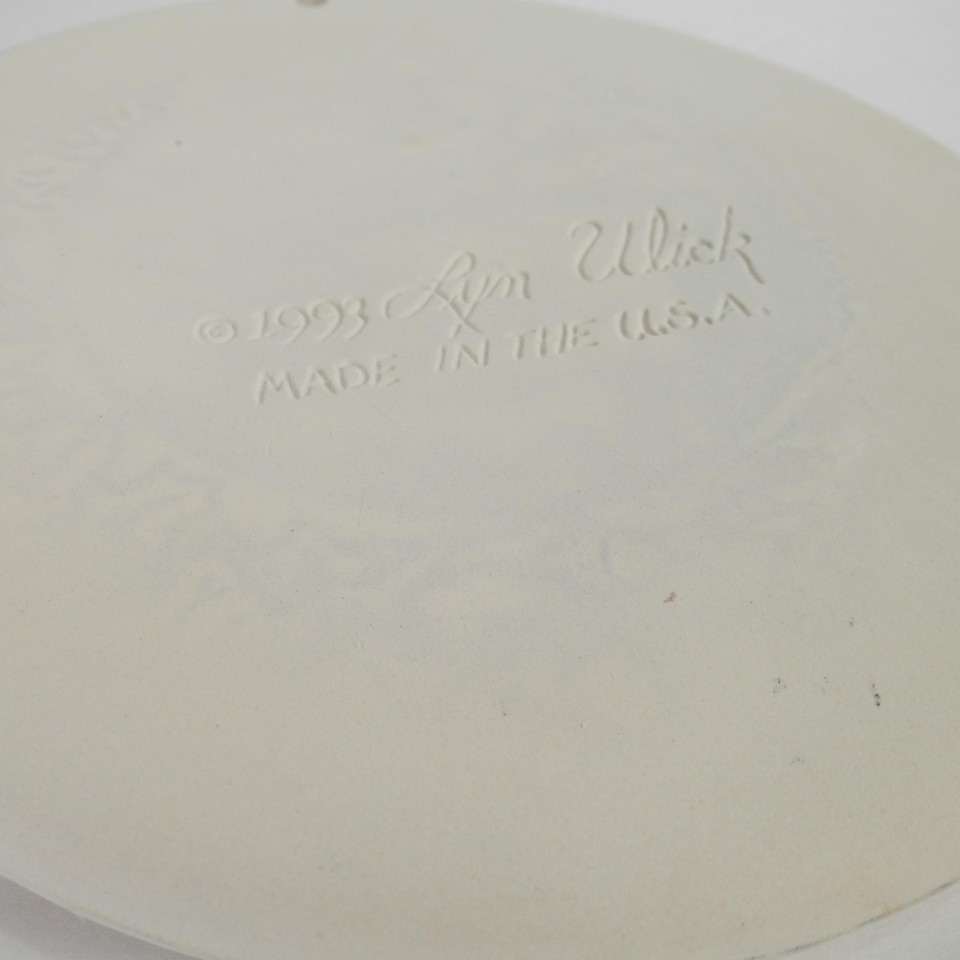 © 1993 Lyn Ulick
MADE IN THE U.S.A.